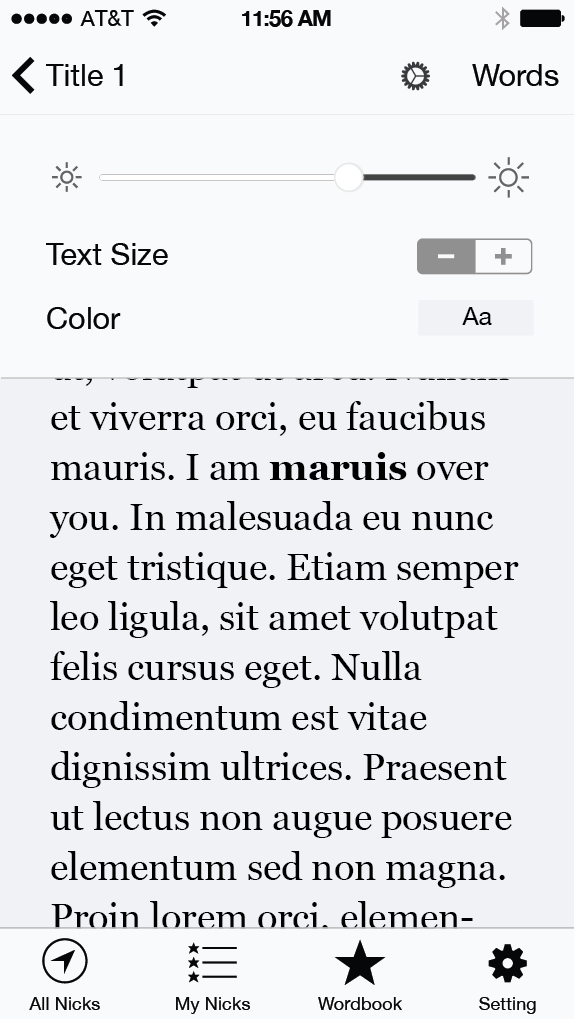 AT&T 11:56 AM
Title 1 Words
Text Size
Color Aa
et viverra orci, eu faucibus
mauris. I am maruis over
you. In malesuada eu nunc
eget tristique. Etiam semper
leo ligula, sit amet volutpat
felis cursus eget. Nulla
condimentum est vitae
dignissim ultrices. Praesent
ut lectus non augue posuere
elementum sed non magna.
Proin lorem orci, elemen-
All Nicks My Nicks Wordbook Setting